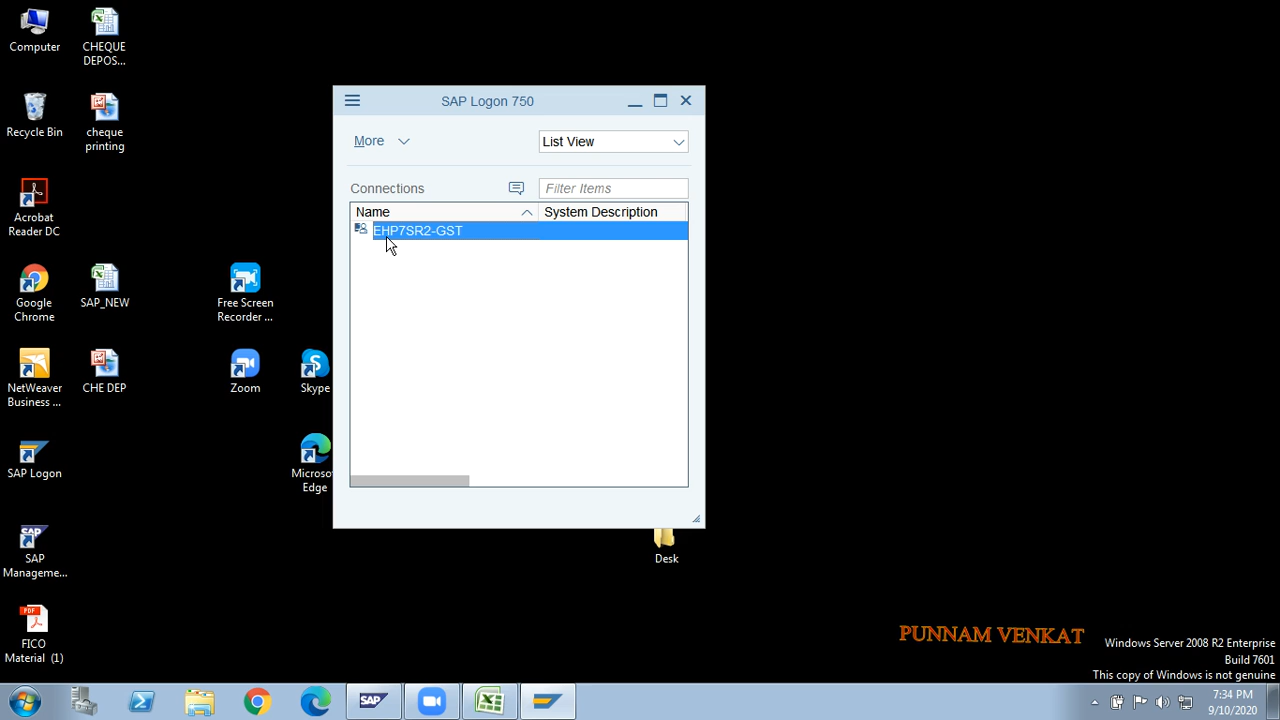 Computer
CHEQUE
DEPOS...
Recycle Bin
cheque
printing
Acrobat
Reader DC
Google
Chrome
SAP_NEW
Free Screen
Recorder ...
NetWeaver
Business ...
CHE DEP
Zoom
Skype
SAP Logon
Microso
Edge
SAP
Manageme...
FICO
Material (1)
SAP Logon 750
More
List View
Connections
Filter Items
Name
System Description
EHP7SR2-GST
Desk
PUNNAM VENKAT
Windows Server 2008 R2 Enterprise
Build 7601
This copy of Windows is not genuine
SAP
7:34 PM
9/10/2020